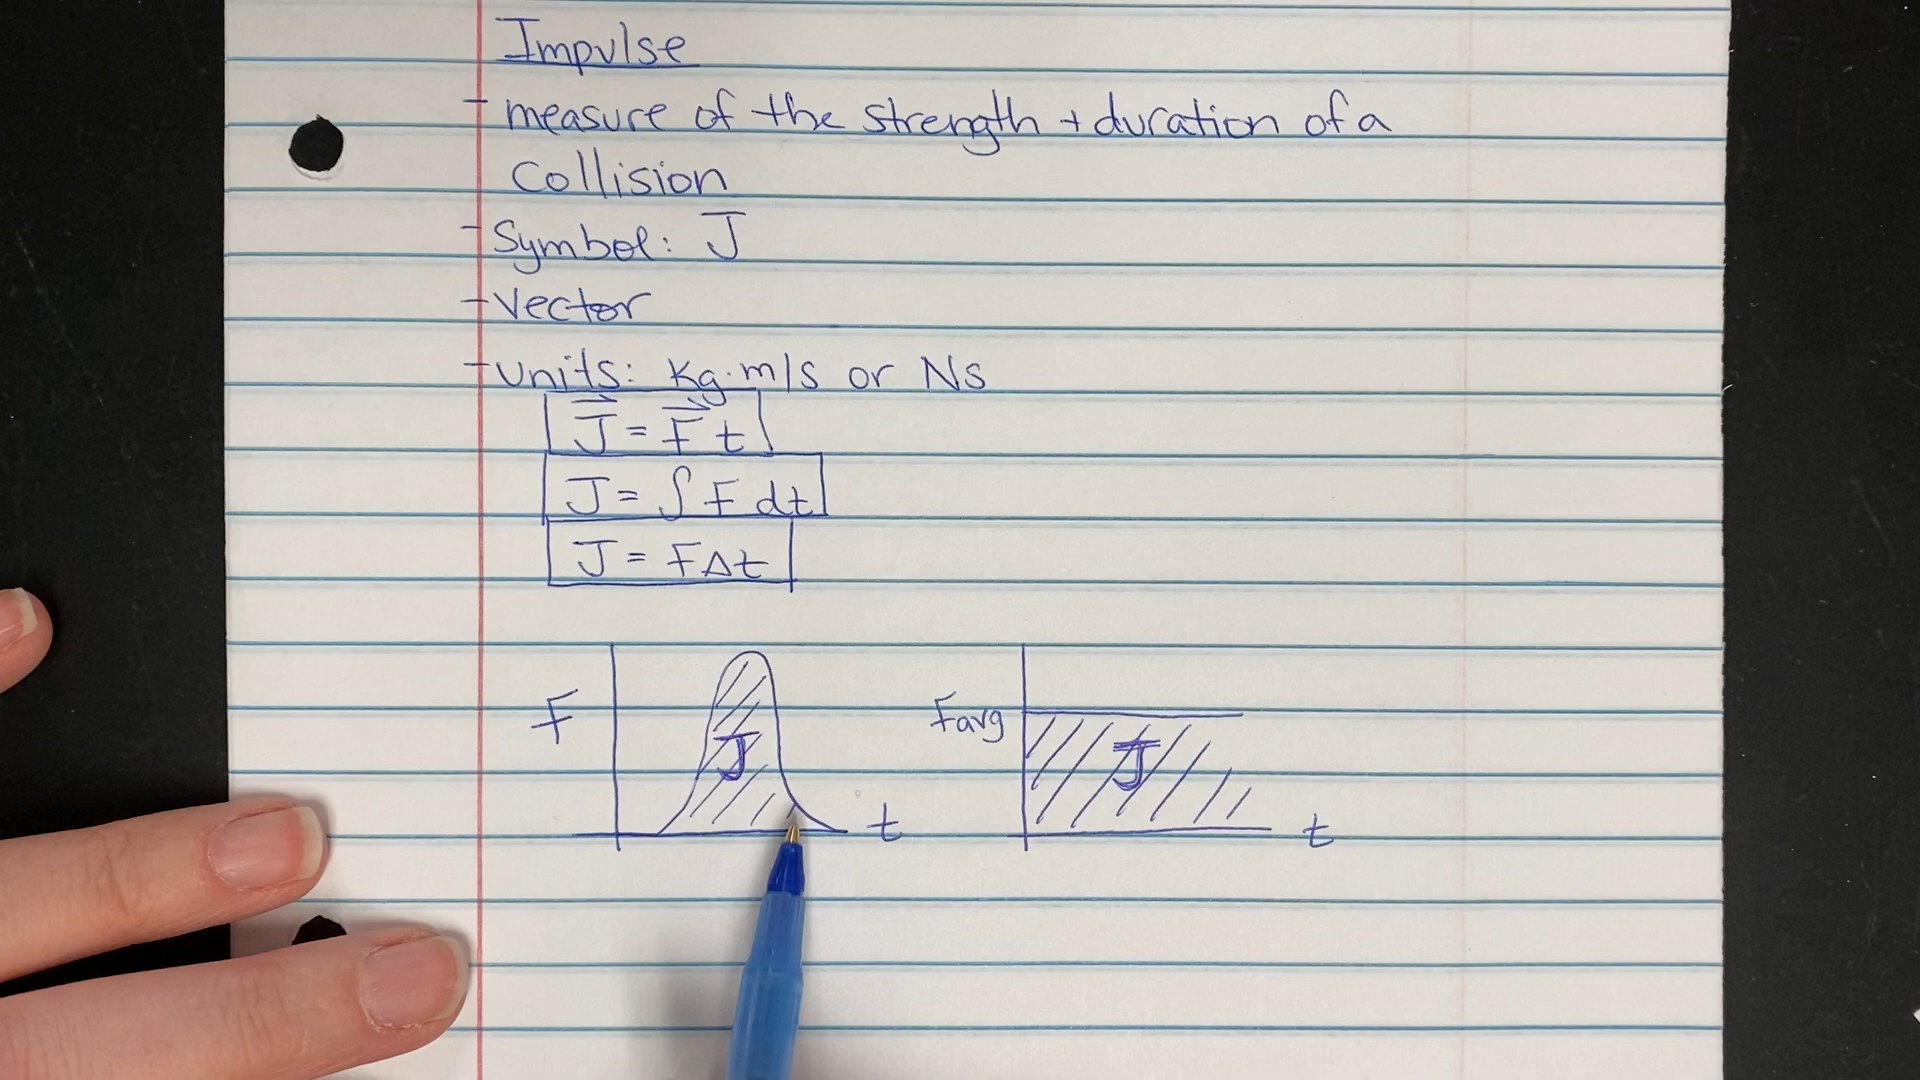 Impulse
- measure of the strength + duration of a
collision
- Symbol: J
- Vector
- units: kg·m/s or Ns
J⃗ = F⃗ t
J = ∫ F dt
J = FΔt
F
J
t
Favg
J
t